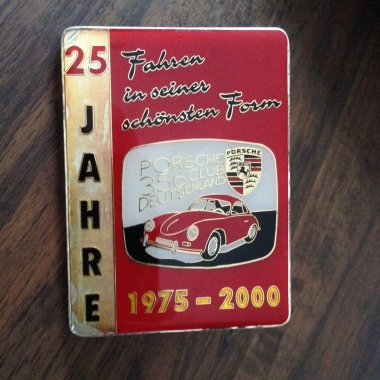 25
JAHRE
Fahren
in seiner
schönsten Form
PORSCHE
356 CLUB
DEUTSCHLAND
PORSCHE
1975 - 2000